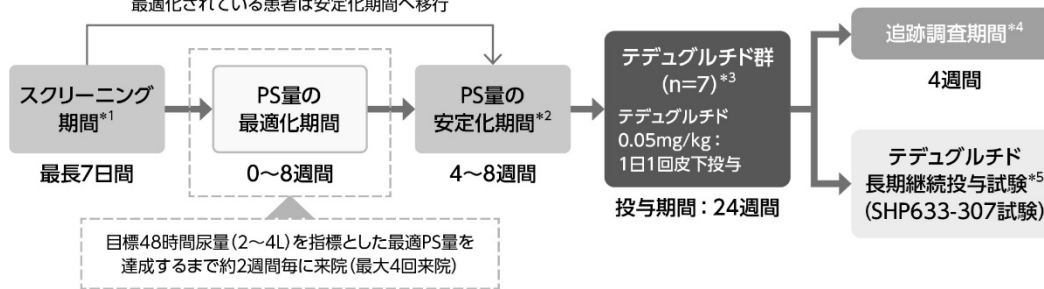 最適化されている患者は安定化期間へ移行
スクリーニング
期間*1
最長7日間
PS量の
最適化期間
0〜8週間
目標48時間尿量(2〜4L)を指標とした最適PS量を
達成するまで約2週間毎に来院(最大4回来院)
PS量の
安定化期間*2
4〜8週間
テデュグルチド群
(n=7)*3
テデュグルチド
0.05mg/kg：
1日1回皮下投与
投与期間：24週間
追跡調査期間*4
4週間
テデュグルチド
長期継続投与試験*5
(SHP633-307試験)